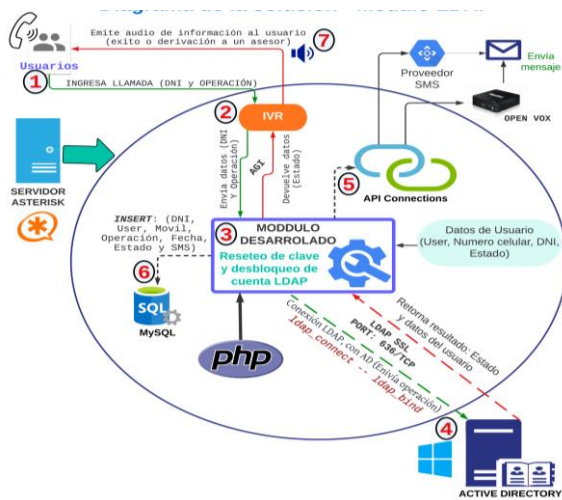 Emite audio de información al usuario
(exito o derivación a un asesor)
7
Usuarios
1
INGRESA LLAMADA (DNI y OPERACIÓN)
2
IVR
Proveedor
SMS
Envía
mensaje
OPEN VOX
SERVIDOR
ASTERISK
Envía datos (DNI
Y Operación)
AGI
Devuelve datos
(Estado)
5
API Connections
INSERT: (DNI,
User, Movil,
Operación, Fecha,
Estado y SMS)
3
MODDULO
DESARROLADO
Reseteo de clave
y desbloqueo de
cuenta LDAP
Datos de Usuario
(User, Numero celular, DNI,
Estado)
6
SQL
MySQL
php
Conexión LDAP, con AD (Envía operación)
ldap_connect -- ldap_bind
LDAP SSL
PORT: 636/TCP
Retorna resultado: Estado
y datos del usuario
4
ACTIVE DIRECTORY